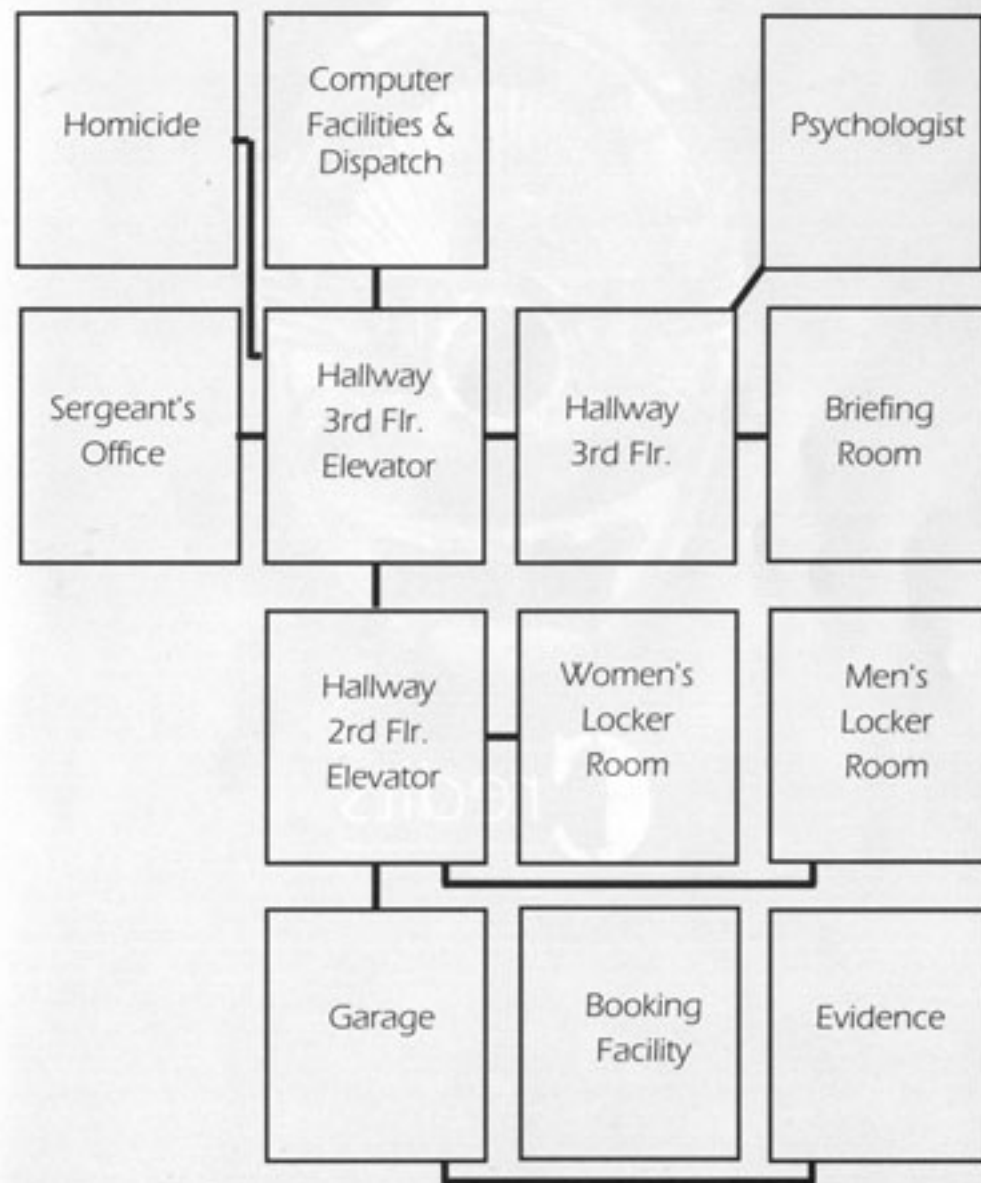 Homicide
Computer
Facilities &
Dispatch
Psychologist
Sergeant's
Office
Hallway
3rd Flr.
Elevator
Hallway
3rd Flr.
Briefing
Room
Hallway
2rd Flr.
Elevator
Women's
Locker
Room
Men's
Locker
Room
Garage
Booking
Facility
Evidence